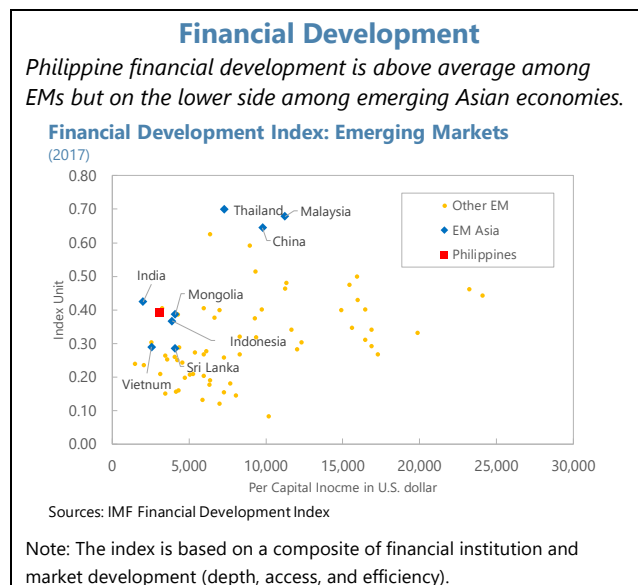 Financial Development
Philippine financial development is above average among
EMs but on the lower side among emerging Asian economies.
Financial Development Index: Emerging Markets
(2017)
0.80
0.70
0.60
0.50
0.40
0.30
0.20
0.10
0.00
Index Unit
Thailand
Malaysia
China
India
Mongolia
Indonesia
Sri Lanka
Vietnum
Other EM
EM Asia
Philippines
0
5,000
10,000
15,000
20,000
25,000
30,000
Per Capital Inocme in U.S. dollar
Sources: IMF Financial Development Index
Note: The index is based on a composite of financial institution and
market development (depth, access, and efficiency).